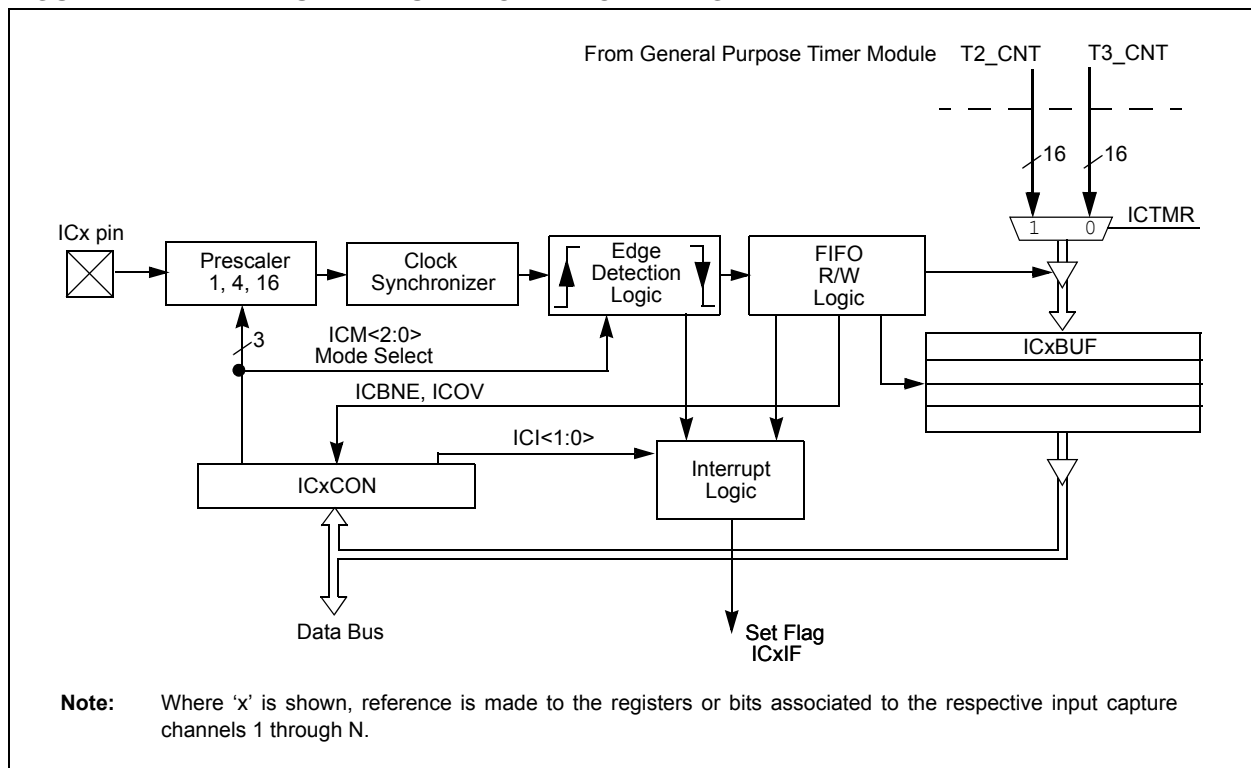 From General Purpose Timer Module T2_CNT T3_CNT
16 16
1 0 ICTMR
ICx pin
Prescaler
1, 4, 16
Clock
Synchronizer
Edge
Detection
Logic
FIFO
R/W
Logic
3
ICM<2:0>
Mode Select
ICxBUF
ICBNE, ICOV
ICI<1:0>
ICxCON
Interrupt
Logic
Data Bus
Set Flag
ICxIF
Note: Where ‘x’ is shown, reference is made to the registers or bits associated to the respective input capture
channels 1 through N.